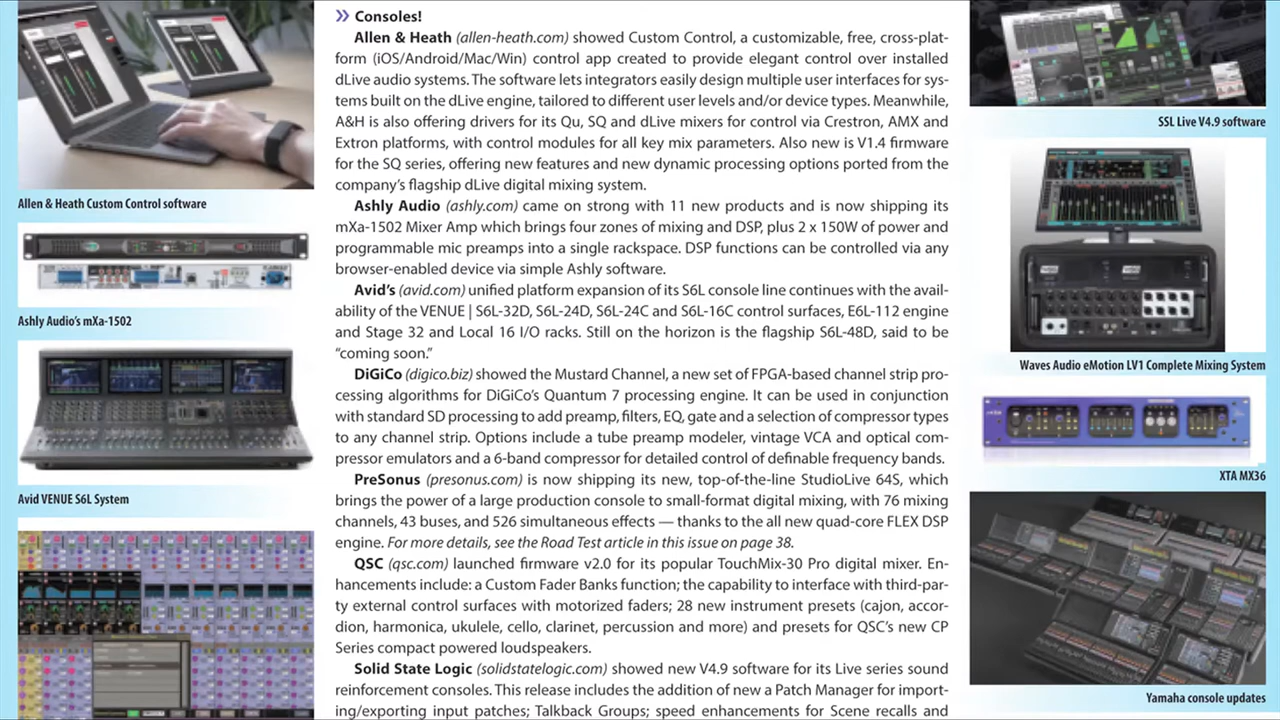 Allen & Heath Custom Control software
Ashly Audio's mXa-1502
Avid VENUE S6L System
» Consoles!
Allen & Heath (allen-heath.com) showed Custom Control, a customizable, free, cross-plat-
form (iOS/Android/Mac/Win) control app created to provide elegant control over installed
dLive audio systems. The software lets integrators easily design multiple user interfaces for sys-
tems built on the dLive engine, tailored to different user levels and/or device types. Meanwhile,
A&H is also offering drivers for its Qu, SQ and dLive mixers for control via Crestron, AMX and
Extron platforms, with control modules for all key mix parameters. Also new is V1.4 firmware
for the SQ series, offering new features and new dynamic processing options ported from the
company's flagship dLive digital mixing system.
Ashly Audio (ashly.com) came on strong with 11 new products and is now shipping its
mXa-1502 Mixer Amp which brings four zones of mixing and DSP, plus 2 x 150W of power and
programmable mic preamps into a single rackspace. DSP functions can be controlled via any
browser-enabled device via simple Ashly software.
Avid's (avid.com) unified platform expansion of its S6L console line continues with the avail-
ability of the VENUE | S6L-32D, S6L-24D, S6L-24C and S6L-16C control surfaces, E6L-112 engine
and Stage 32 and Local 16 I/O racks. Still on the horizon is the flagship S6L-48D, said to be
“coming soon.”
DiGiCo (digico.biz) showed the Mustard Channel, a new set of FPGA-based channel strip pro-
cessing algorithms for DiGiCo's Quantum 7 processing engine. It can be used in conjunction
with standard SD pocessing to add preamp, filters, EQ, gate and a selection of compressor types
to any channel strip. Options include a tube preamp modeler, vintage VCA and optical com-
pressor emulators and a 6-band compressor for detailed control of definable frequency bands.
PreSonus (presonus.com) is now shipping its new, top-of-the-line StudioLive 64S, which
brings the power of a large production console to small-format digital mixing, with 76 mixing
channels, 43 buses, and 526 simultaneous effects — thanks to the all new quad-core FLEX DSP
engine. For more details, see the Road Test article in this issue on page 38.
QSC (qsc.com) launched firmware v2.0 for its popular TouchMix-30 Pro digital mixer. En-
hancements include: a Custom Fader Banks function; the capability to interface with third-par-
ty external control surfaces with motorized faders; 28 new instrument presets (cajon, accor-
dion, harmonica, ukulele, cello, clarinet, percussion and more) and presets for QSC's new CP
Series compact powered loudspeakers.
Solid State Logic (solidstatelogic.com) showed new V4.9 software for its Live series sound
reinforcement consoles. This release includes the addition of new a Patch Manager for import-
ing/exporting input patches; Talkback Groups; speed enhancements for Scene recalls and
SSL Live V4.9 software
Waves Audio eMotion LV1 Complete Mixing System
XTA MX36
Yamaha console updates